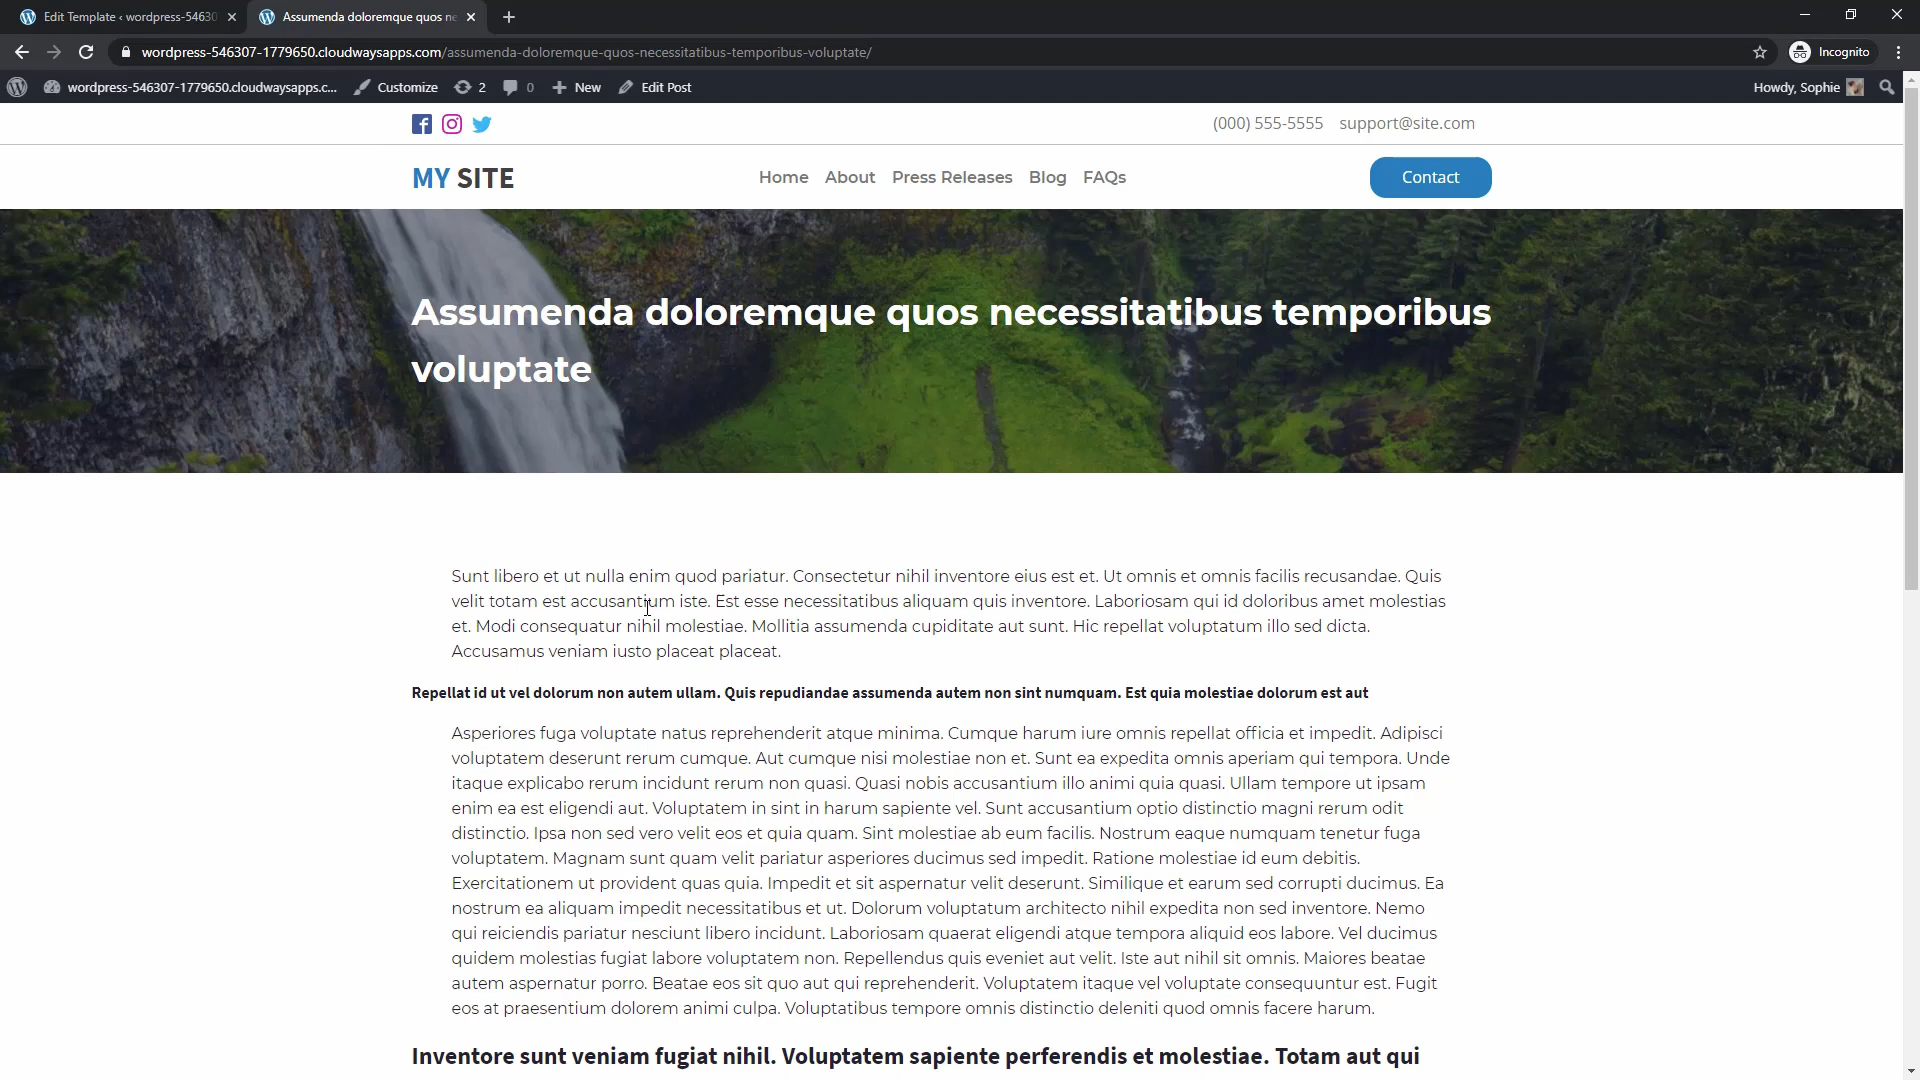 Edit Template ‹ wordpress-54630
Assumenda doloremque quos ne
wordpress-546307-1779650.cloudwaysapps.com/assumenda-doloremque-quos-necessitatibus-temporibus-voluptate/
Incognito
wordpress-546307-1779650.cloudwaysapps.c... Customize 2 0 New Edit Post Howdy, Sophie
(000) 555-5555 support@site.com
MY SITE Home About Press Releases Blog FAQs Contact
Assumenda doloremque quos necessitatibus temporibus
voluptate
Sunt libero et ut nulla enim quod pariatur. Consectetur nihil inventore eius est et. Ut omnis et omnis facilis recusandae. Quis
velit totam est accusantium iste. Est esse necessitatibus aliquam quis inventore. Laboriosam qui id doloribus amet molestias
et. Modi consequatur nihil molestiae. Mollitia assumenda cupiditate aut sunt. Hic repellat voluptatum illo sed dicta.
Accusamus veniam iusto placeat placeat.
Repellat id ut vel dolorum non autem ullam. Quis repudiandae assumenda autem non sint numquam. Est quia molestiae dolorum est aut
Asperiores fuga voluptate natus reprehenderit atque minima. Cumque harum iure omnis repellat officia et impedit. Adipisci
voluptatem deserunt rerum cumque. Aut cumque nisi molestiae non et. Sunt ea expedita omnis aperiam qui tempora. Unde
itaque explicabo rerum incidunt rerum non quasi. Quasi nobis accusantium illo animi quia quasi. Ullam tempore ut ipsam
enim ea est eligendi aut. Voluptatem in sint in harum sapiente vel. Sunt accusantium optio distinctio magni rerum odit
distinctio. Ipsa non sed vero velit eos et quia quam. Sint molestiae ab eum facilis. Nostrum eaque numquam tenetur fuga
voluptatem. Magnam sunt quam velit pariatur asperiores ducimus sed impedit. Ratione molestiae id eum debitis.
Exercitationem ut provident quas quia. Impedit et sit aspernatur velit deserunt. Similique et earum sed corrupti ducimus. Ea
nostrum ea aliquam impedit necessitatibus et ut. Dolorum voluptatum architecto nihil expedita non sed inventore. Nemo
qui reiciendis pariatur nesciunt libero incidunt. Laboriosam quaerat eligendi atque tempora aliquid eos labore. Vel ducimus
quidem molestias fugiat labore voluptatem non. Repellendus quis eveniet aut velit. Iste aut nihil sit omnis. Maiores beatae
autem aspernatur porro. Beatae eos sit quo aut qui reprehenderit. Voluptatem itaque vel voluptate consequuntur est. Fugit
eos at praesentium dolorem animi culpa. Voluptatibus tempore omnis distinctio deleniti quod omnis facere harum.
Inventore sunt veniam fugiat nihil. Voluptatem sapiente perferendis et molestiae. Totam aut qui